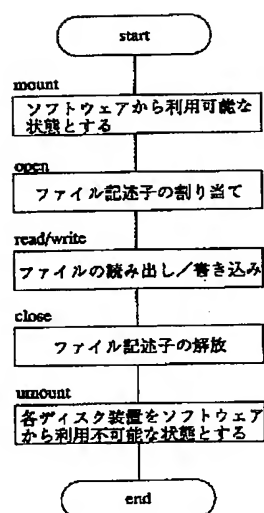 start
mount
ソフトウェアから利用可能な
状態とする
open
ファイル記述子の割り当て
read/write
ファイルの読み出し／書き込み
close
ファイル記述子の解放
umount
各ディスク装置をソフトウェア
から利用不可能な状態とする
end